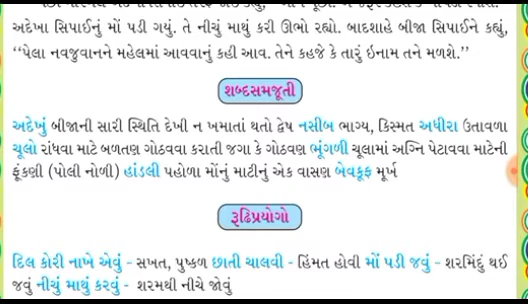 અદેખા સિપાઈનું મોં પડી ગયું. તે નીચું માથું કરી ઊભો રહ્યો. બાદશાહે બીજા સિપાઈને કહ્યું,
‘‘પેલા નવજુવાનને મહેલમાં આવવાનું કહી આવ. તેને કહજે કે તારું ઇનામ તને મળશે.’’
શબ્દસમજૂતી
અદેખું બીજાની સારી સ્થિતિ દેખી ન ખમાતાં થતો દ્વેષ નસીબ ભાગ્ય, કિસ્મત અધીરા ઉતાવળા
ચૂલો રાંધવા માટે બળતણ ગોઠવવા કરાતી જગા કે ગોઠવણ ભૂંગળી ચૂલામાં અગ્નિ પેટાવવા માટેની
ફૂંકણી (પોલી નોળી) હાંડલી પહોળા મોંનું માટીનું એક વાસણ બેવકૂફ મૂર્ખ
રૂઢિપ્રયોગો
દિલ કોરી નાખે એવું - સખત, પુષ્કળ છાતી ચાલવી - હિંમત હોવી મોં પડી જવું - શરમિંદું થઈ
જવું નીચું માથું કરવું - શરમથી નીચે જોવું